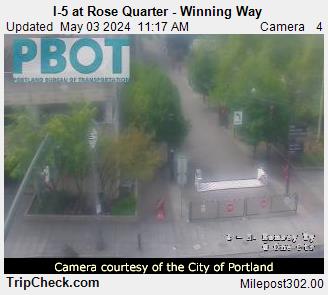 I-5 at Rose Quarter - Winning Way
Updated May 03 2024 11:17 AM Camera 4
PBOT
PORTLAND BUREAU OF TRANSPORTATION
Camera courtesy of the City of Portland
TripCheck.com Milepost302.00